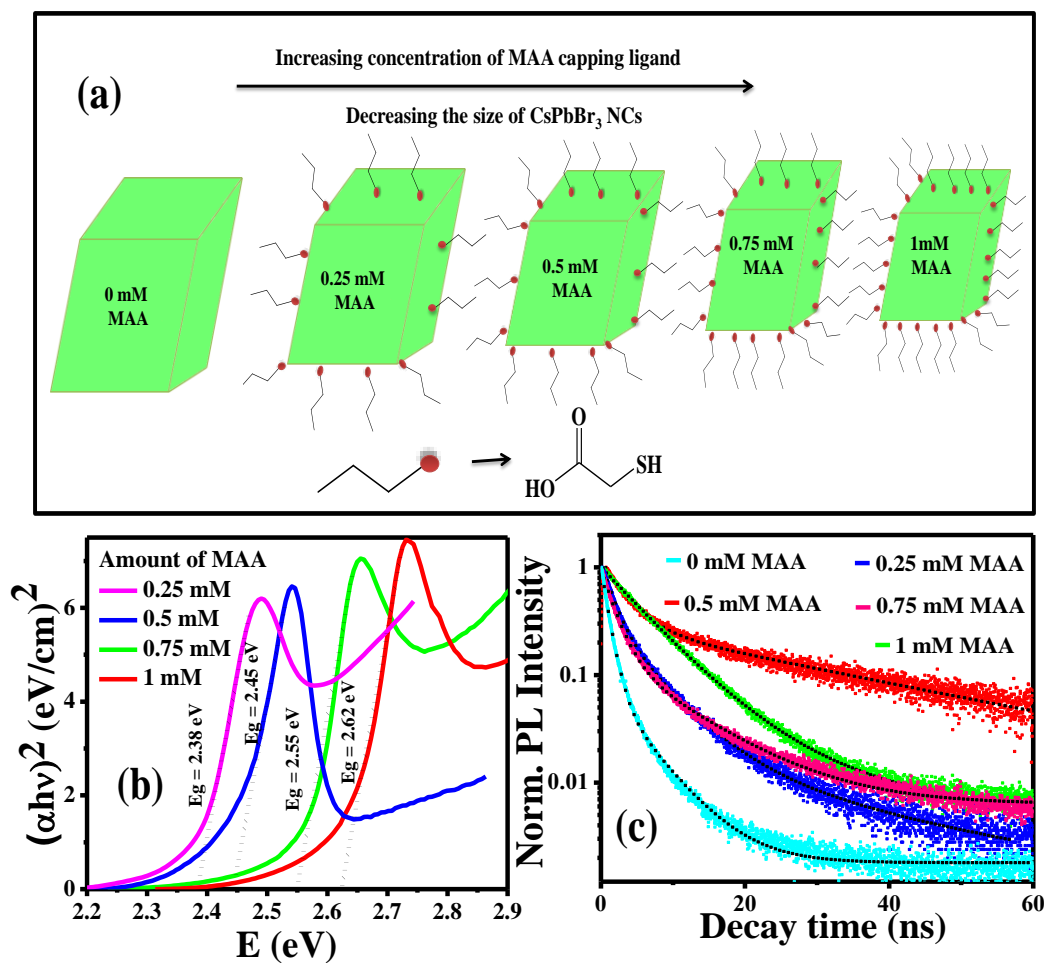 (a)
Increasing concentration of MAA capping ligand
Decreasing the size of CsPbBr₃ NCs
0 mM
MAA
0.25 mM
MAA
0.5 mM
MAA
0.75 mM
MAA
1mM
MAA
O
HO
SH
(b)
Amount of MAA
0.25 mM
0.5 mM
0.75 mM
1 mM
Eg = 2.38 eV
Eg = 2.45 eV
Eg = 2.55 eV
Eg = 2.62 eV
(αhν)² (eV/cm)²
6
4
2
0
2.2 2.3 2.4 2.5 2.6 2.7 2.8 2.9
E (eV)
(c)
0 mM MAA
0.25 mM MAA
0.5 mM MAA
0.75 mM MAA
1 mM MAA
Norm. PL Intensity
1
0.1
0.01
0 20 40 60
Decay time (ns)